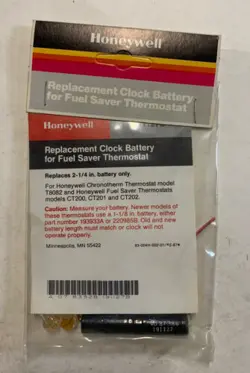 Honeywell
Replacement Clock Battery
for Fuel Saver Thermostat
Honeywell
Replacement Clock Battery
for Fuel Saver Thermostat
Replaces 2-1/4 in. battery only.
For Honeywell Chronotherm Thermostat model
T8082 and Honeywell Fuel Saver Thermostats
models CT200, CT201 and CT202.
Caution: Measure your battery. Newer models of
these thermostats use a 1-1/8 in. battery, either
part number 193933A or 220985B. Old and new
battery length must match or clock will not
operate properly.
Minneapolis, MN 55422